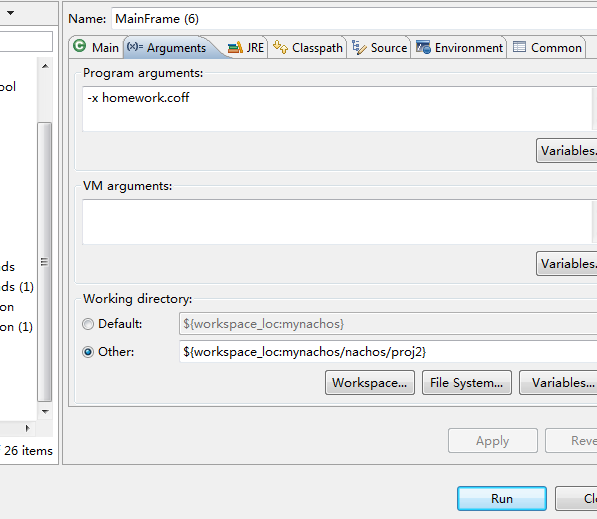 Name: MainFrame (6)
Main (x)= Arguments JRE Classpath Source Environment Common
Program arguments:
-x homework.coff
Variables.
VM arguments:
Variables.
Working directory:
Default: ${workspace_loc:mynachos}
Other: ${workspace_loc:mynachos/nachos/proj2}
Workspace... File System... Variables...
Apply Reve
Run Clo
ool
ds
ds (1)
on
on (1)
26 items